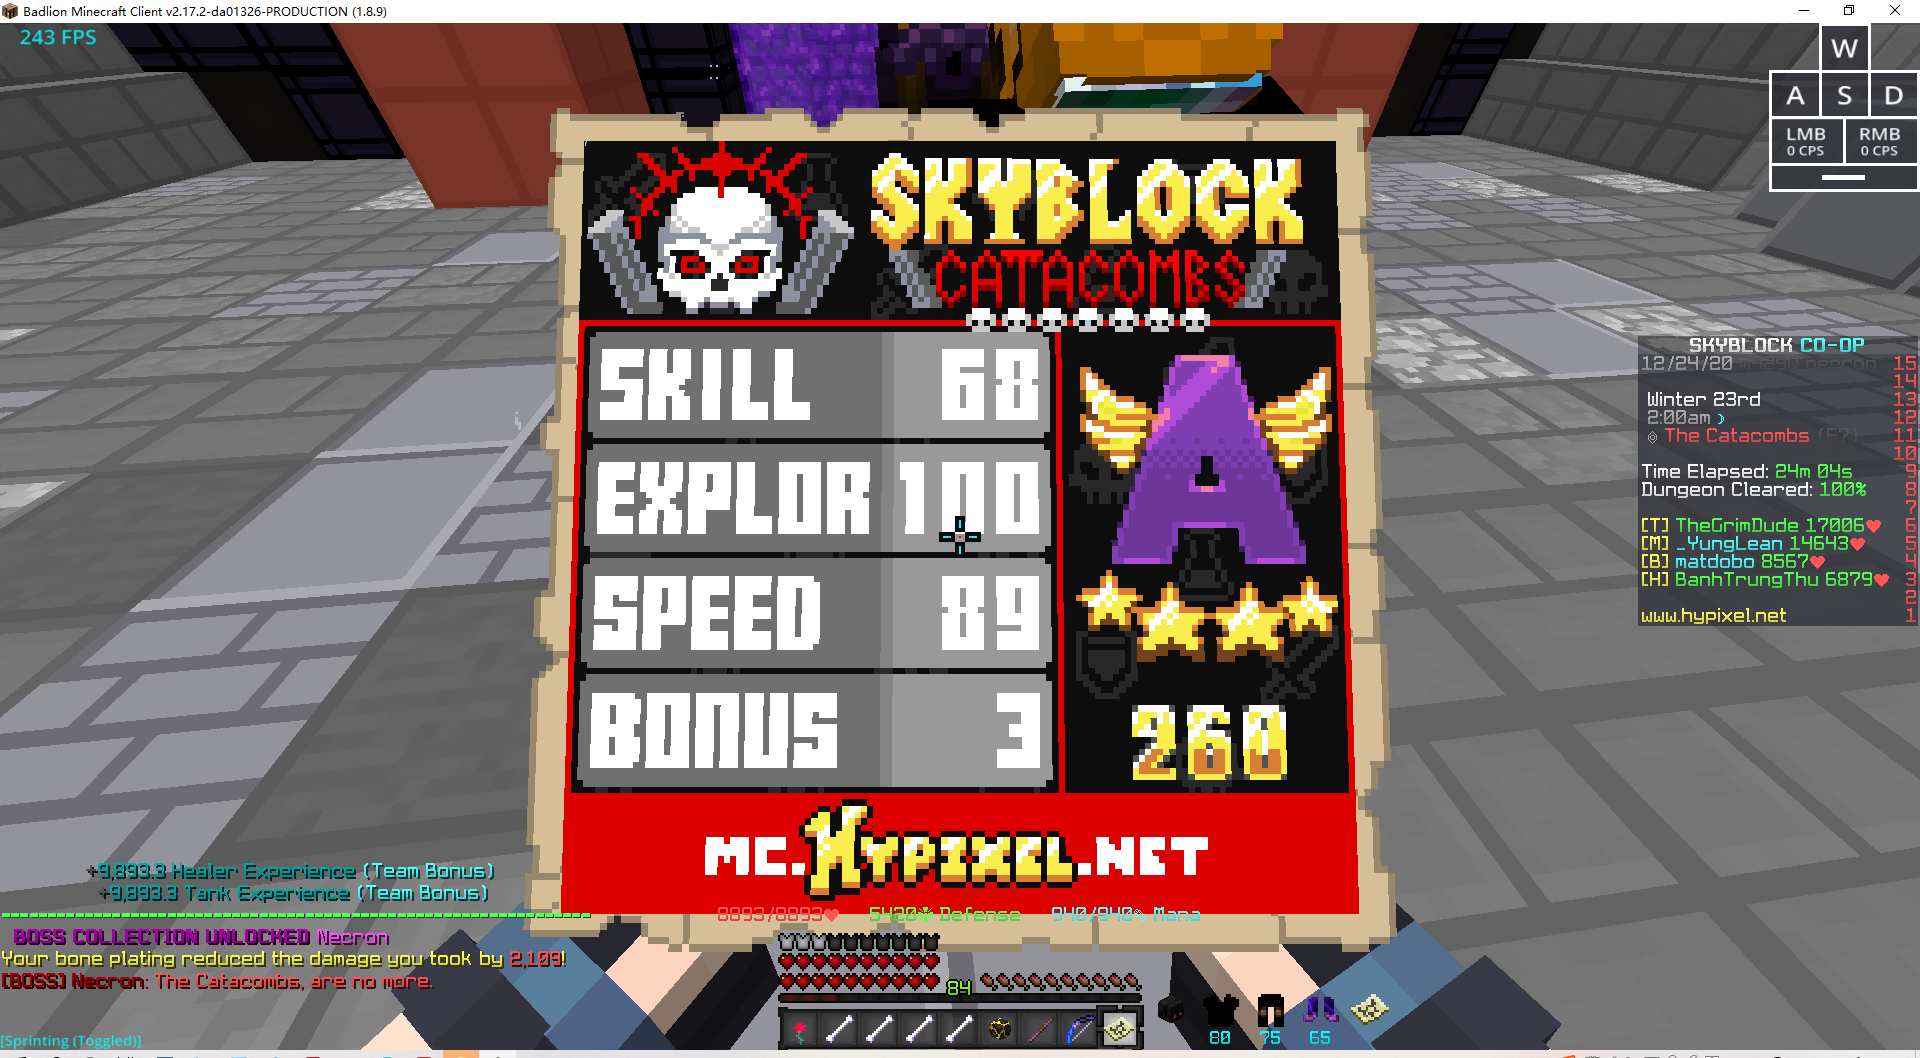 Badlion Minecraft Client v2.17.2-da01326-PRODUCTION (1.8.9)
243 FPS
W
A S D
LMB RMB
0 CPS 0 CPS
SKYBLOCK
CATACOMBS
SKILL 68
EXPLOR 100
SPEED 89
BONUS 3
A
260
MC.HYPIXEL.NET
SKYBLOCK CO-OP
12/24/20 15
14
Winter 23rd 13
2:00am 12
The Catacombs (F7) 11
10
Time Elapsed: 24m 04s 9
Dungeon Cleared: 100% 8
7
[T] TheGrimDude 17006❤ 6
[M] _YungLean 14643❤ 5
[B] matdobo 8567❤ 4
[H] BanhTrungThu 6879❤ 3
2
www.hypixel.net 1
+9,893.3 Healer Experience (Team Bonus)
+9,893.3 Tank Experience (Team Bonus)
BOSS COLLECTION UNLOCKED Necron
Your bone plating reduced the damage you took by 2,109!
[BOSS] Necron: The Catacombs, are no more.
8893/8893❤ 5420 Defense 940/940 Mana
84
80 75 65
[Sprinting (Toggled)]